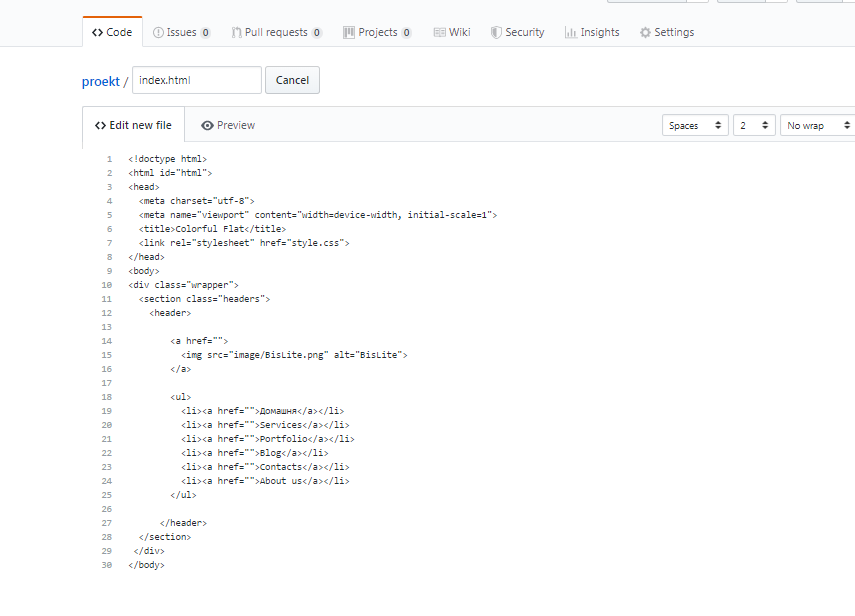 Code Issues 0 Pull requests 0 Projects 0 Wiki Security Insights Settings
proekt / index.html Cancel
Edit new file Preview Spaces 2 No wrap
1 <!doctype html>
2 <html id="html">
3 <head>
4 <meta charset="utf-8">
5 <meta name="viewport" content="width=device-width, initial-scale=1">
6 <title>Colorful Flat</title>
7 <link rel="stylesheet" href="style.css">
8 </head>
9 <body>
10 <div class="wrapper">
11 <section class="headers">
12 <header>
13
14 <a href="">
15 <img src="image/BisLite.png" alt="BisLite">
16 </a>
17
18 <ul>
19 <li><a href="">Домашня</a></li>
20 <li><a href="">Services</a></li>
21 <li><a href="">Portfolio</a></li>
22 <li><a href="">Blog</a></li>
23 <li><a href="">Contacts</a></li>
24 <li><a href="">About us</a></li>
25 </ul>
26
27 </header>
28 </section>
29 </div>
30 </body>